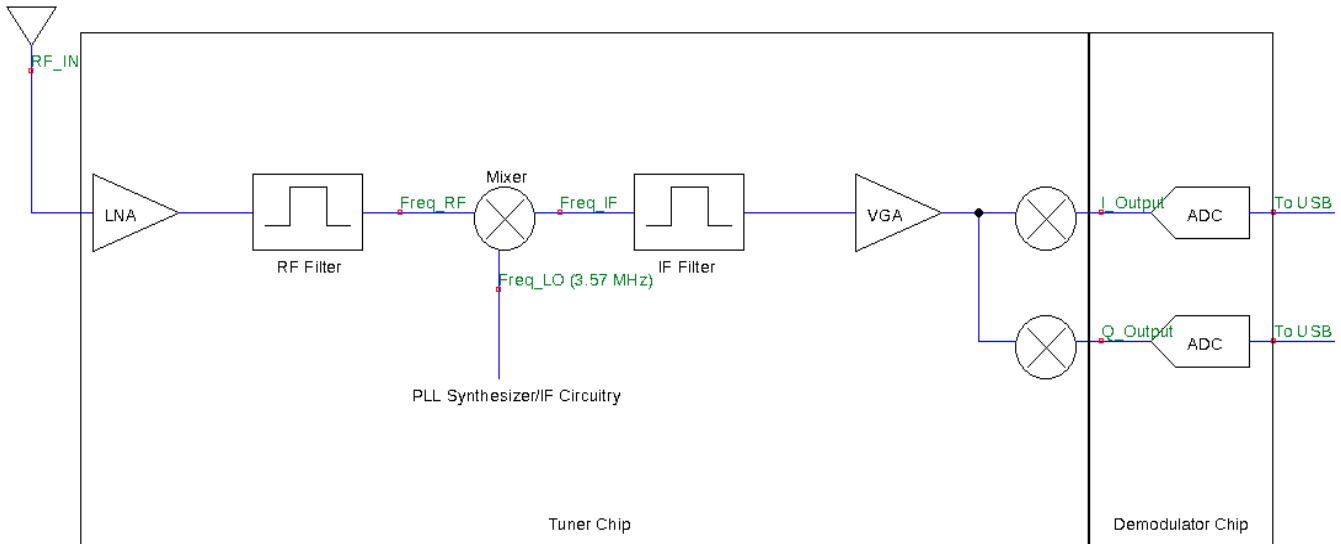 RF_IN
LNA
RF Filter
Freq_RF
Mixer
Freq_LO (3.57 MHz)
PLL Synthesizer/IF Circuitry
Freq_IF
IF Filter
VGA
I_Output
ADC
To USB
Q_Output
ADC
To USB
Tuner Chip
Demodulator Chip